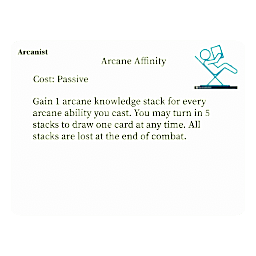 Arcanist
Arcane Affinity
Cost: Passive
Gain 1 arcane knowledge stack for every
arcane ability you cast. You may turn in 5
stacks to draw one card at any time. All
stacks are lost at the end of combat.